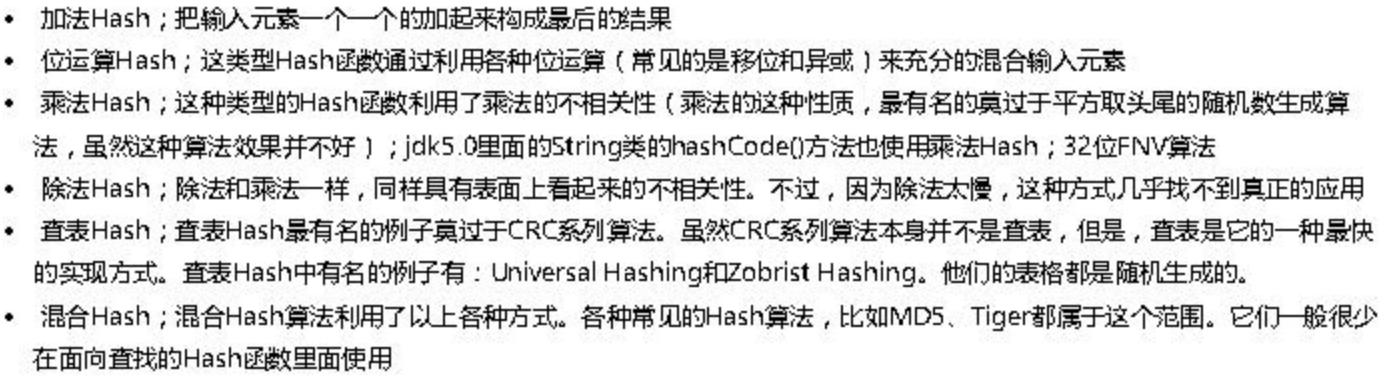 • 加法Hash；把输入元素一个一个的加起来构成最后的结果
• 位运算Hash；这类型Hash函数通过利用各种位运算（常见的是移位和异或）来充分的混合输入元素
• 乘法Hash；这种类型的Hash函数利用了乘法的不相关性（乘法的这种性质，最有名的莫过于平方取头尾的随机数生成算
法，虽然这种算法效果并不好）；jdk5.0里面的String类的hashCode()方法也使用乘法Hash；32位FNV算法
• 除法Hash；除法和乘法一样，同样具有表面上看起来的不相关性。不过，因为除法太慢，这种方式几乎找不到真正的应用
• 查表Hash；查表Hash最有名的例子莫过于CRC系列算法。虽然CRC系列算法本身并不是查表，但是，查表是它的一种最快
的实现方式。查表Hash中有名的例子有：Universal Hashing和Zobrist Hashing。他们的表格都是随机生成的。
• 混合Hash；混合Hash算法利用了以上各种方式。各种常见的Hash算法，比如MD5、Tiger都属于这个范围。它们一般很少
在面向查找的Hash函数里面使用